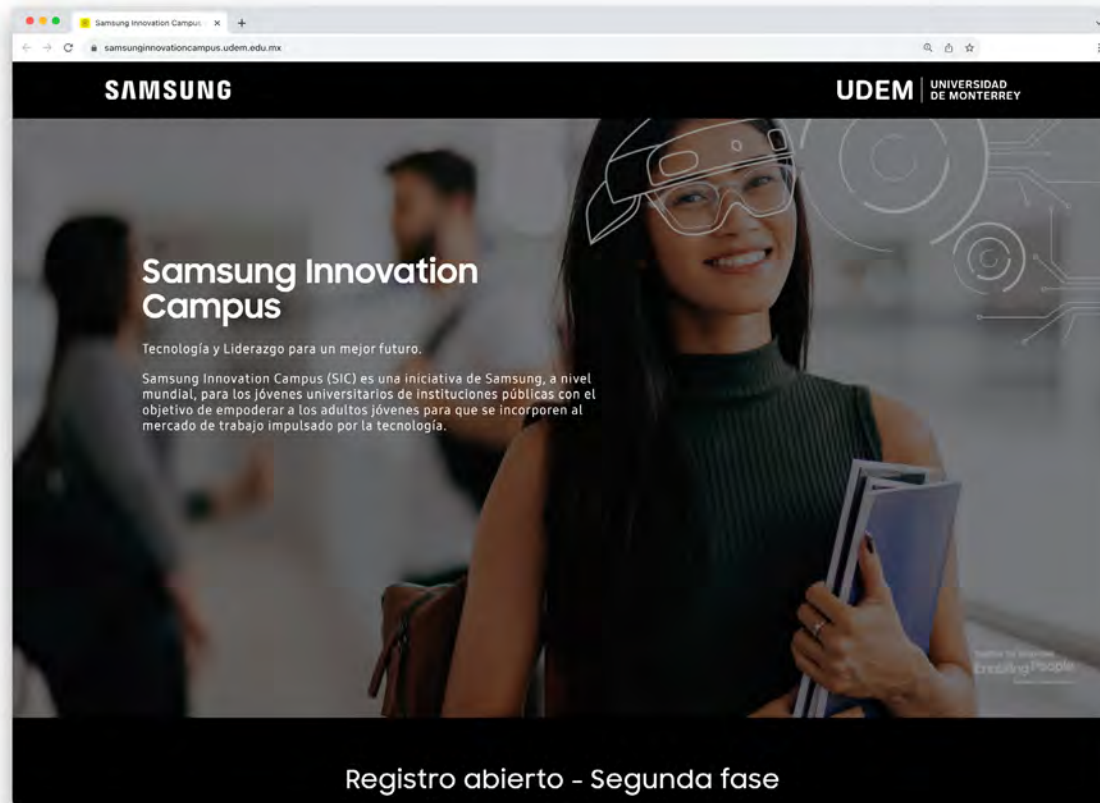 Samsung Innovation Campus
samsunginnovationcampus.udem.edu.mx
SAMSUNG
UDEM
UNIVERSIDAD
DE MONTERREY
Samsung Innovation
Campus
Tecnología y Liderazgo para un mejor futuro.
Samsung Innovation Campus (SIC) es una iniciativa de Samsung, a nivel
mundial, para los jóvenes universitarios de instituciones públicas con el
objetivo de empoderar a los adultos jóvenes para que se incorporen al
mercado de trabajo impulsado por la tecnología.
Enabling People
Registro abierto - Segunda fase